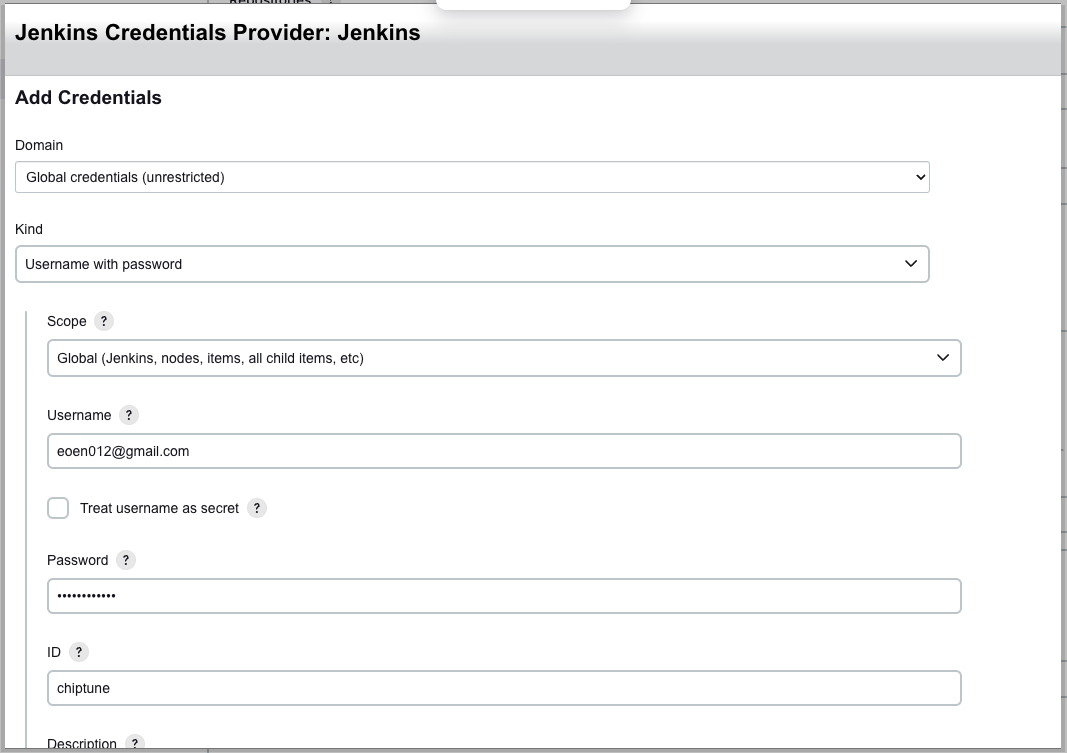 Repositories ?
Jenkins Credentials Provider: Jenkins
Add Credentials
Domain
Global credentials (unrestricted)
Kind
Username with password
Scope ?
Global (Jenkins, nodes, items, all child items, etc)
Username ?
eoen012@gmail.com
Treat username as secret ?
Password ?
••••••••••••
ID ?
chiptune
Description ?